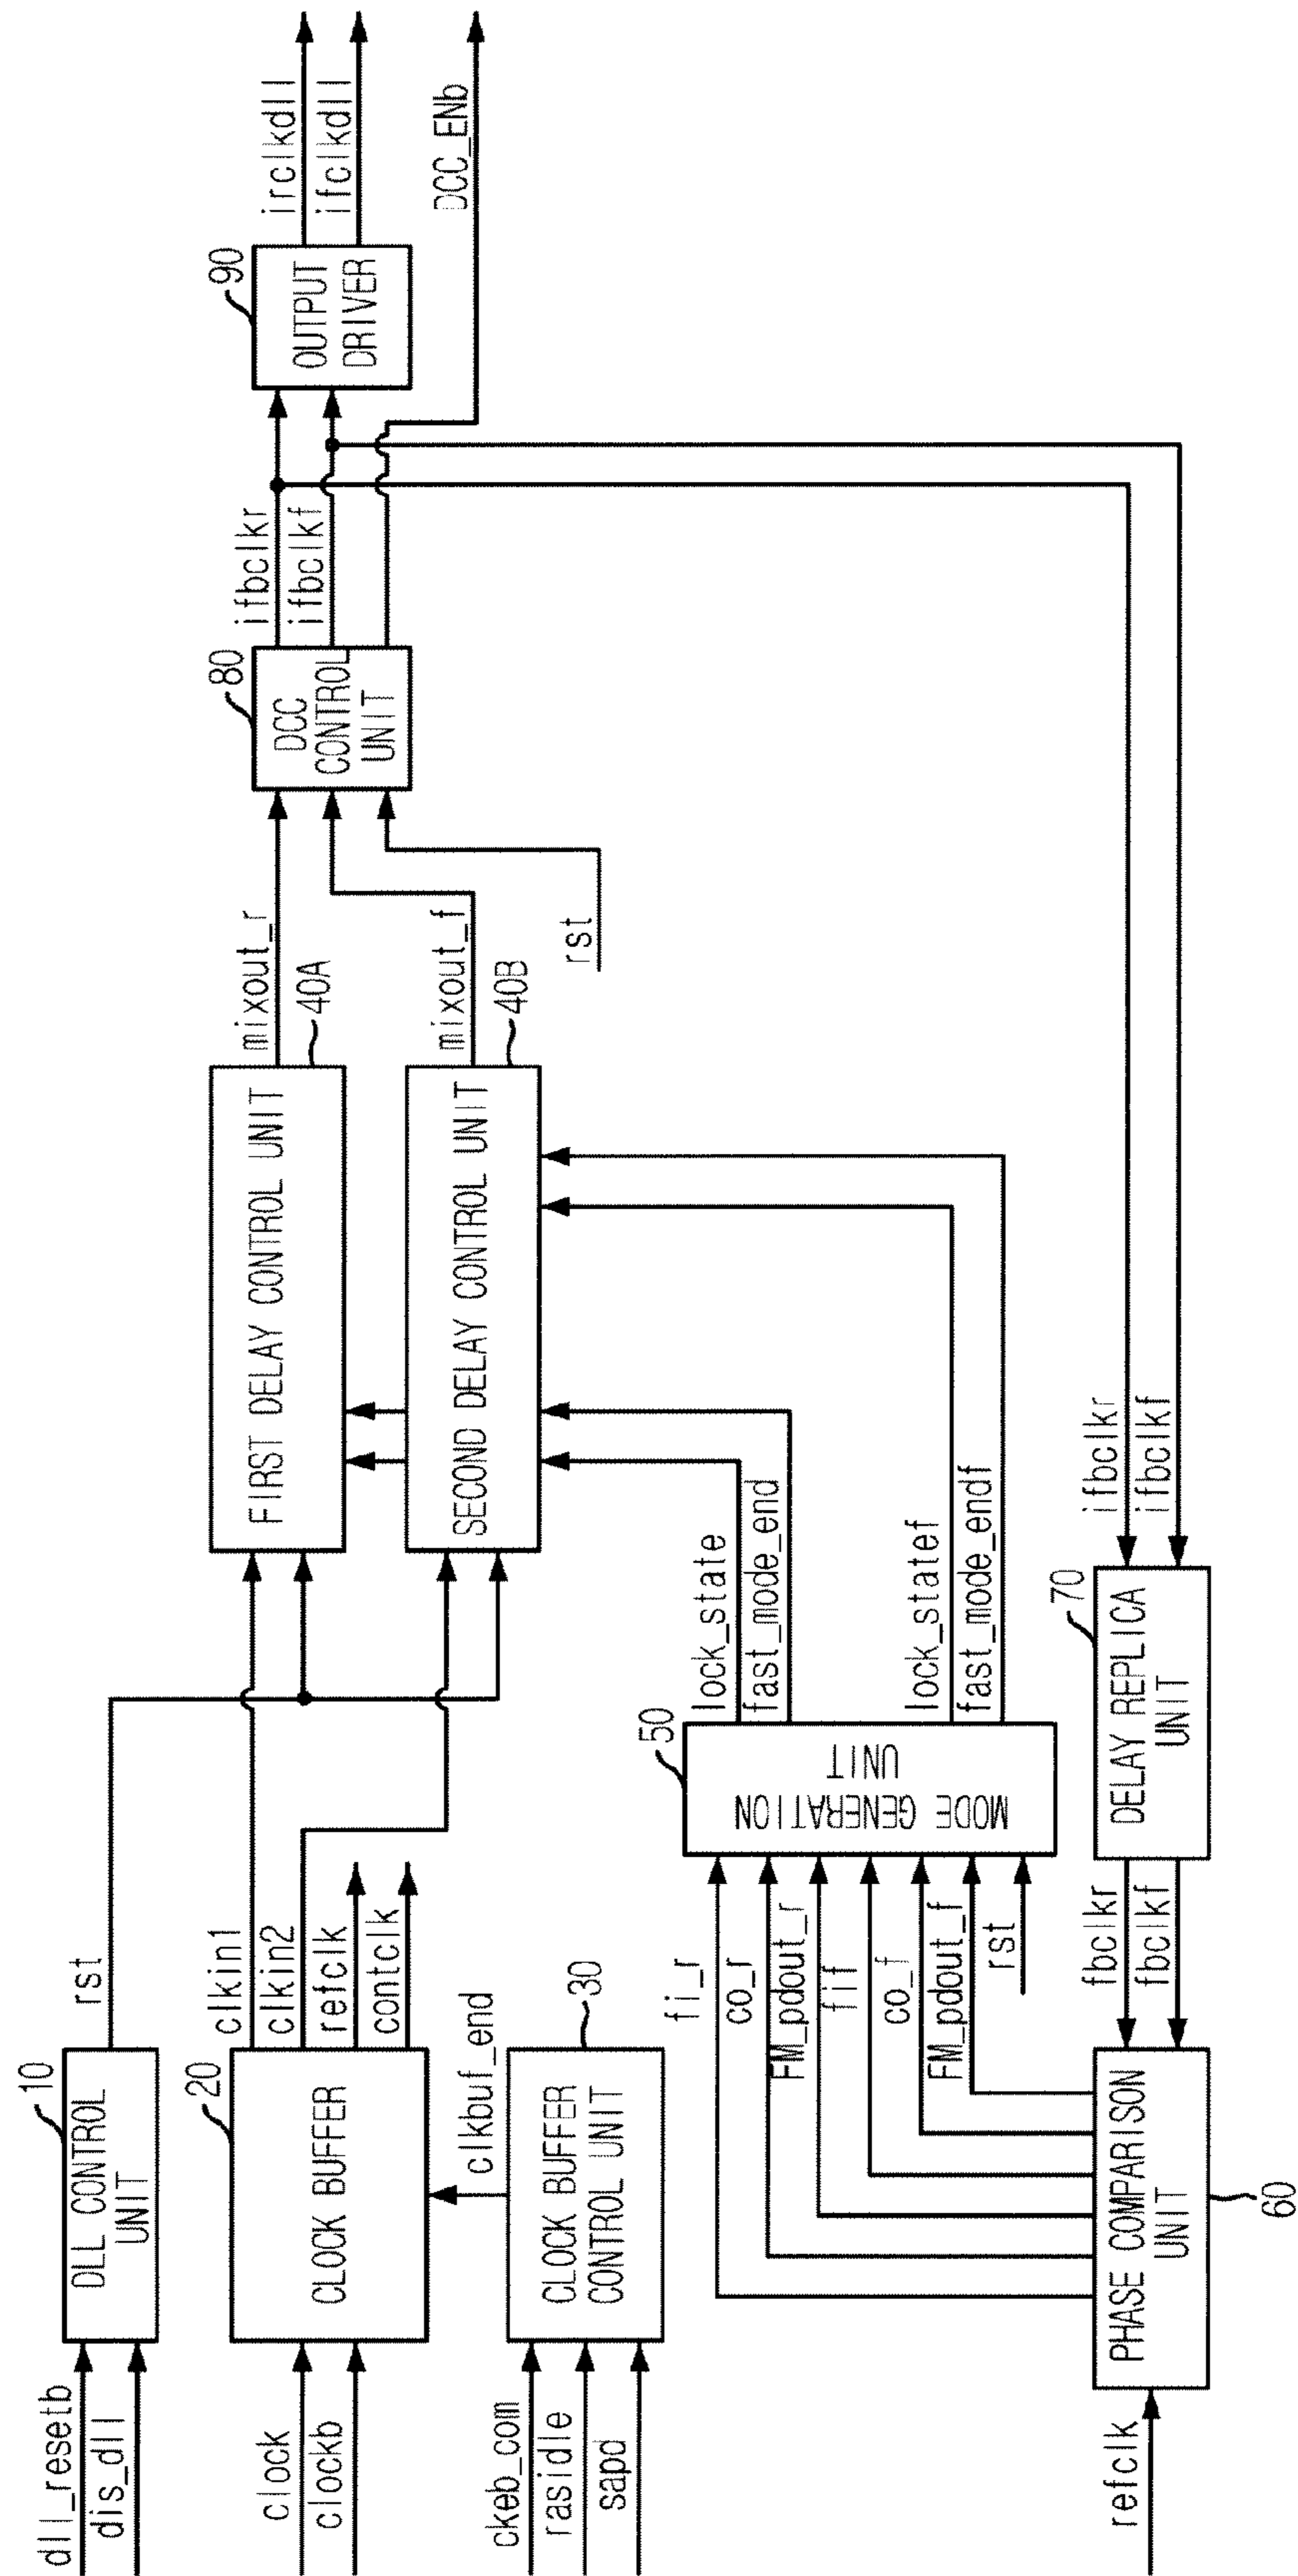 dll_resetb
dis_dll
10
DLL CONTROL
UNIT
rst
clock
clockb
20
CLOCK BUFFER
clkin1
clkin2
refclk
contclk
clkbuf_end
ckeb_com
rasidle
sapd
CLOCK BUFFER
CONTROL UNIT
30
FIRST DELAY CONTROL UNIT
mixout_r
40A
SECOND DELAY CONTROL UNIT
mixout_f
40B
rst
80
DCC
CONTROL
UNIT
ifbclkr
ifbclkf
90
OUTPUT
DRIVER
irclkdll
ifclkdll
DCC_ENb
fi_r
co_r
FM_pdout_r
fif
co_f
FM_pdout_f
rst
50
MODE GENERATION
UNIT
lock_state
fast_mode_end
lock_statef
fast_mode_endf
refclk
PHASE COMPARISON
UNIT
60
fbclkr
fbclkf
70
DELAY REPLICA
UNIT
ifbclkr
ifbclkf